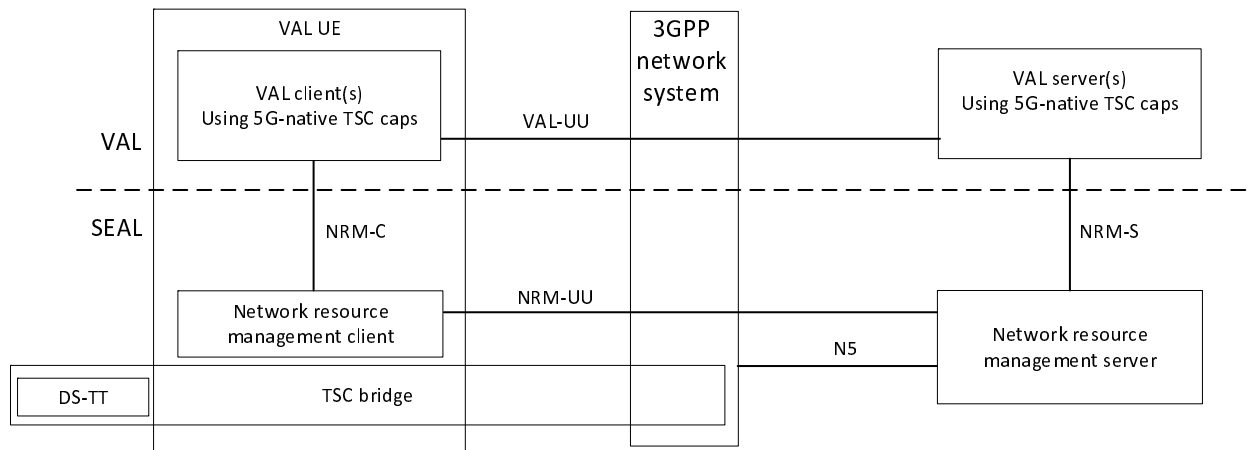 VAL UE
3GPP
network
system
VAL client(s)
Using 5G-native TSC caps
VAL server(s)
Using 5G-native TSC caps
VAL-UU
VAL
SEAL
NRM-C
NRM-S
NRM-UU
Network resource
management client
Network resource
management server
N5
DS-TT
TSC bridge